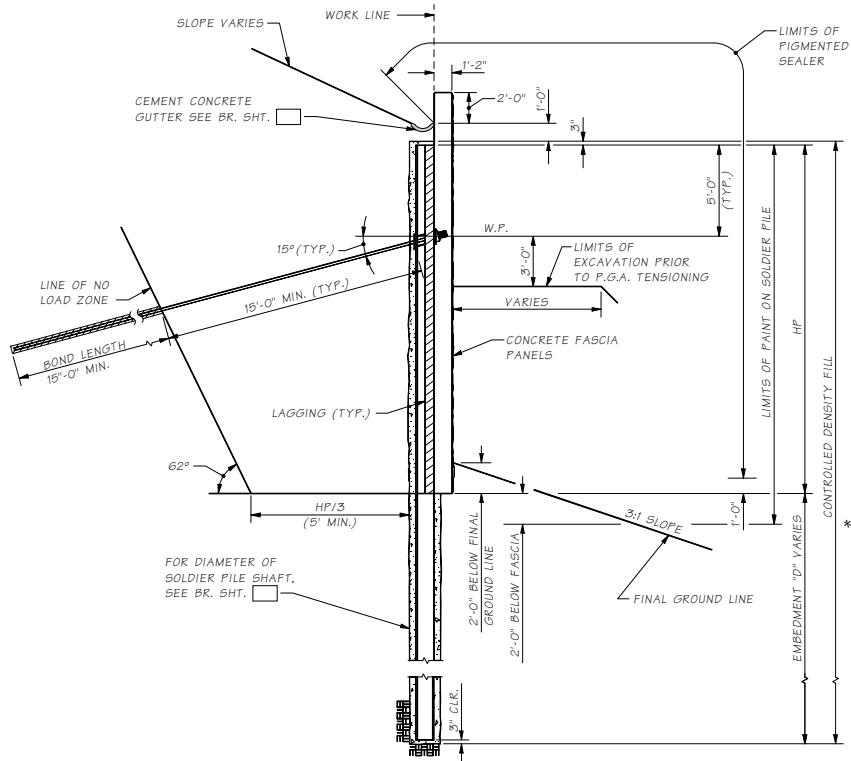 WORK LINE
SLOPE VARIES
LIMITS OF
PIGMENTED
SEALER
1'-2"
2'-0"
1'-0"
3"
CEMENT CONCRETE
GUTTER SEE BR. SHT.
5'-0"
(TYP.)
W.P.
15° (TYP.)
3'-0"
LIMITS OF
EXCAVATION PRIOR
TO P.G.A. TENSIONING
LINE OF NO
LOAD ZONE
15'-0" MIN. (TYP.)
VARIES
BOND LENGTH
15"-0" MIN.
CONCRETE FASCIA
PANELS
LIMITS OF PAINT ON SOLDIER PILE
HP
CONTROLLED DENSITY FILL
*
LAGGING (TYP.)
62°
HP/3
(5' MIN.)
3:1 SLOPE
1'-0"
2'-0" BELOW FINAL
GROUND LINE
2'-0" BELOW FASCIA
FOR DIAMETER OF
SOLDIER PILE SHAFT,
SEE BR. SHT.
FINAL GROUND LINE
EMBEDMENT "D" VARIES
3" CLR.